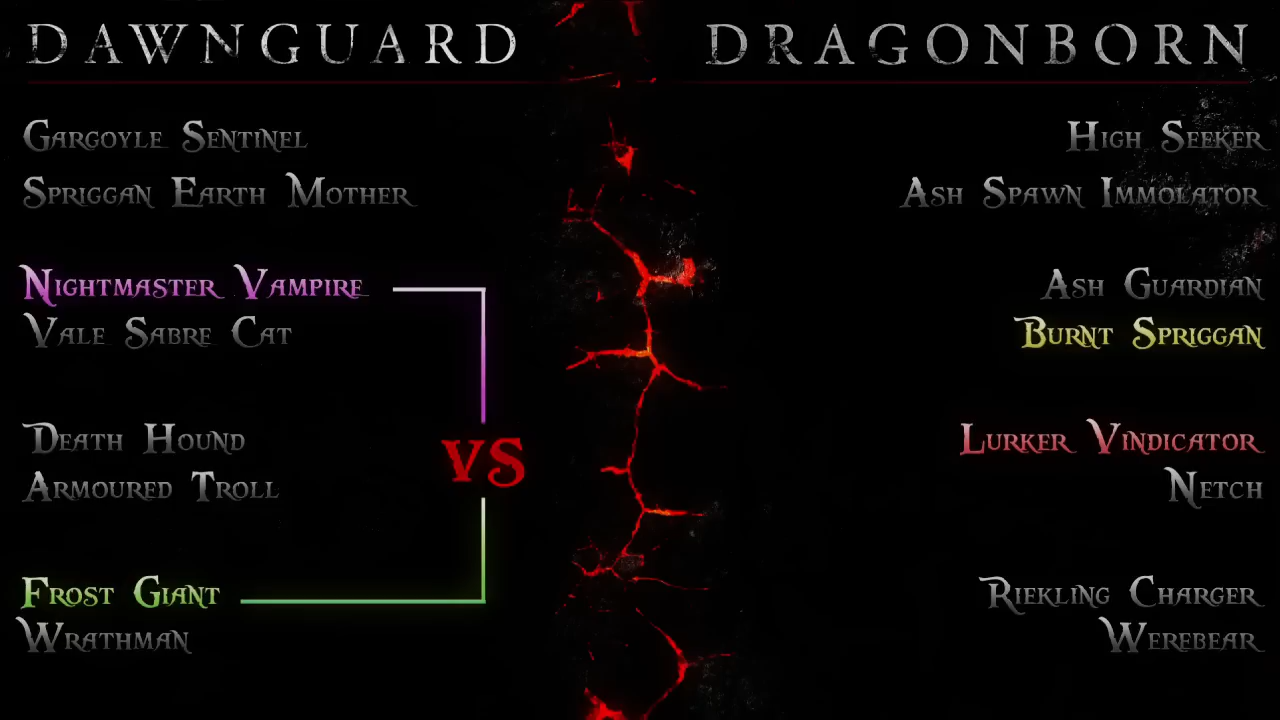 DAWNGUARD
Gargoyle Sentinel
Spriggan Earth Mother
Nightmaster Vampire
Vale Sabre Cat
Death Hound
Armoured Troll
Frost Giant
Wrathman
VS
DRAGONBORN
High Seeker
Ash Spawn Immolator
Ash Guardian
Burnt Spriggan
Lurker Vindicator
Netch
Riekling Charger
Werebear